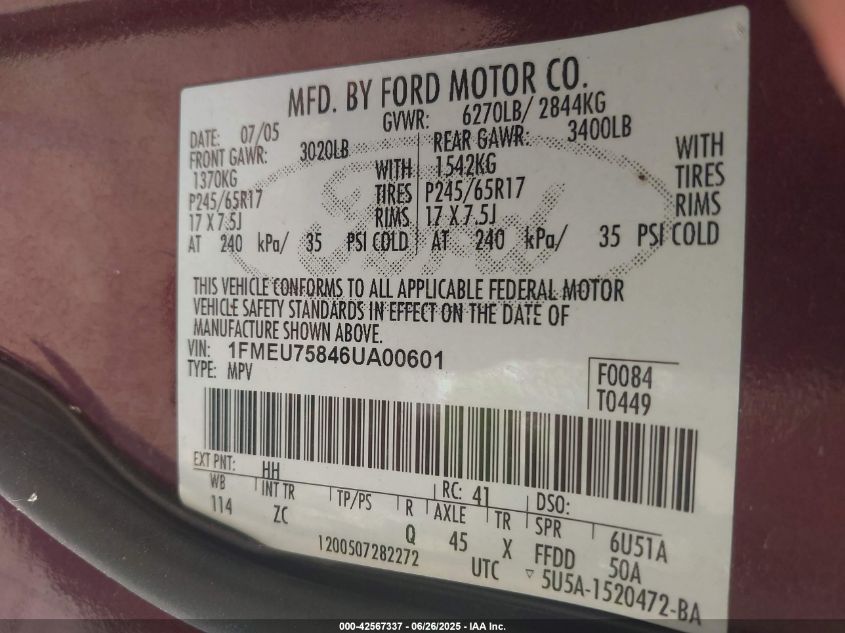 MFD. BY FORD MOTOR CO.
DATE: 07/05 GVWR: 6270LB/ 2844KG
FRONT GAWR: 3020LB REAR GAWR: 3400LB
1370KG WITH 1542KG WITH
P245/65R17 TIRES P245/65R17 TIRES
17 X 7.5J RIMS 17 X 7.5J RIMS
AT 240 kPa/ 35 PSI COLD AT 240 kPa/ 35 PSI COLD
Ford
THIS VEHICLE CONFORMS TO ALL APPLICABLE FEDERAL MOTOR
VEHICLE SAFETY STANDARDS IN EFFECT ON THE DATE OF
MANUFACTURE SHOWN ABOVE.
VIN: 1FMEU75846UA00601
TYPE: MPV
F0084
T0449
EXT PNT: HH RC: 41 DSO:
WB INT TR TP/PS R AXLE TR SPR 6U51A
114 ZC Q 45 X FFDD 50A
1200507282272 UTC ▽ 5U5A-1520472-BA
000-42567337 - 06/26/2025 - IAA Inc.